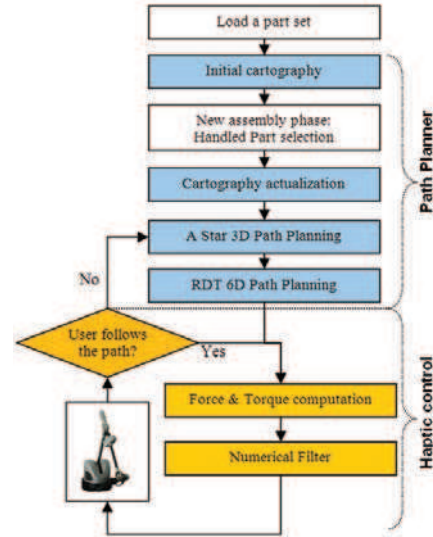 Load a part set
Initial cartography
New assembly phase:
Handled Part selection
Cartography actualization
A Star 3D Path Planning
RDT 6D Path Planning
Path Planner
No
User follows
the path?
Yes
Force & Torque computation
Numerical Filter
Haptic control